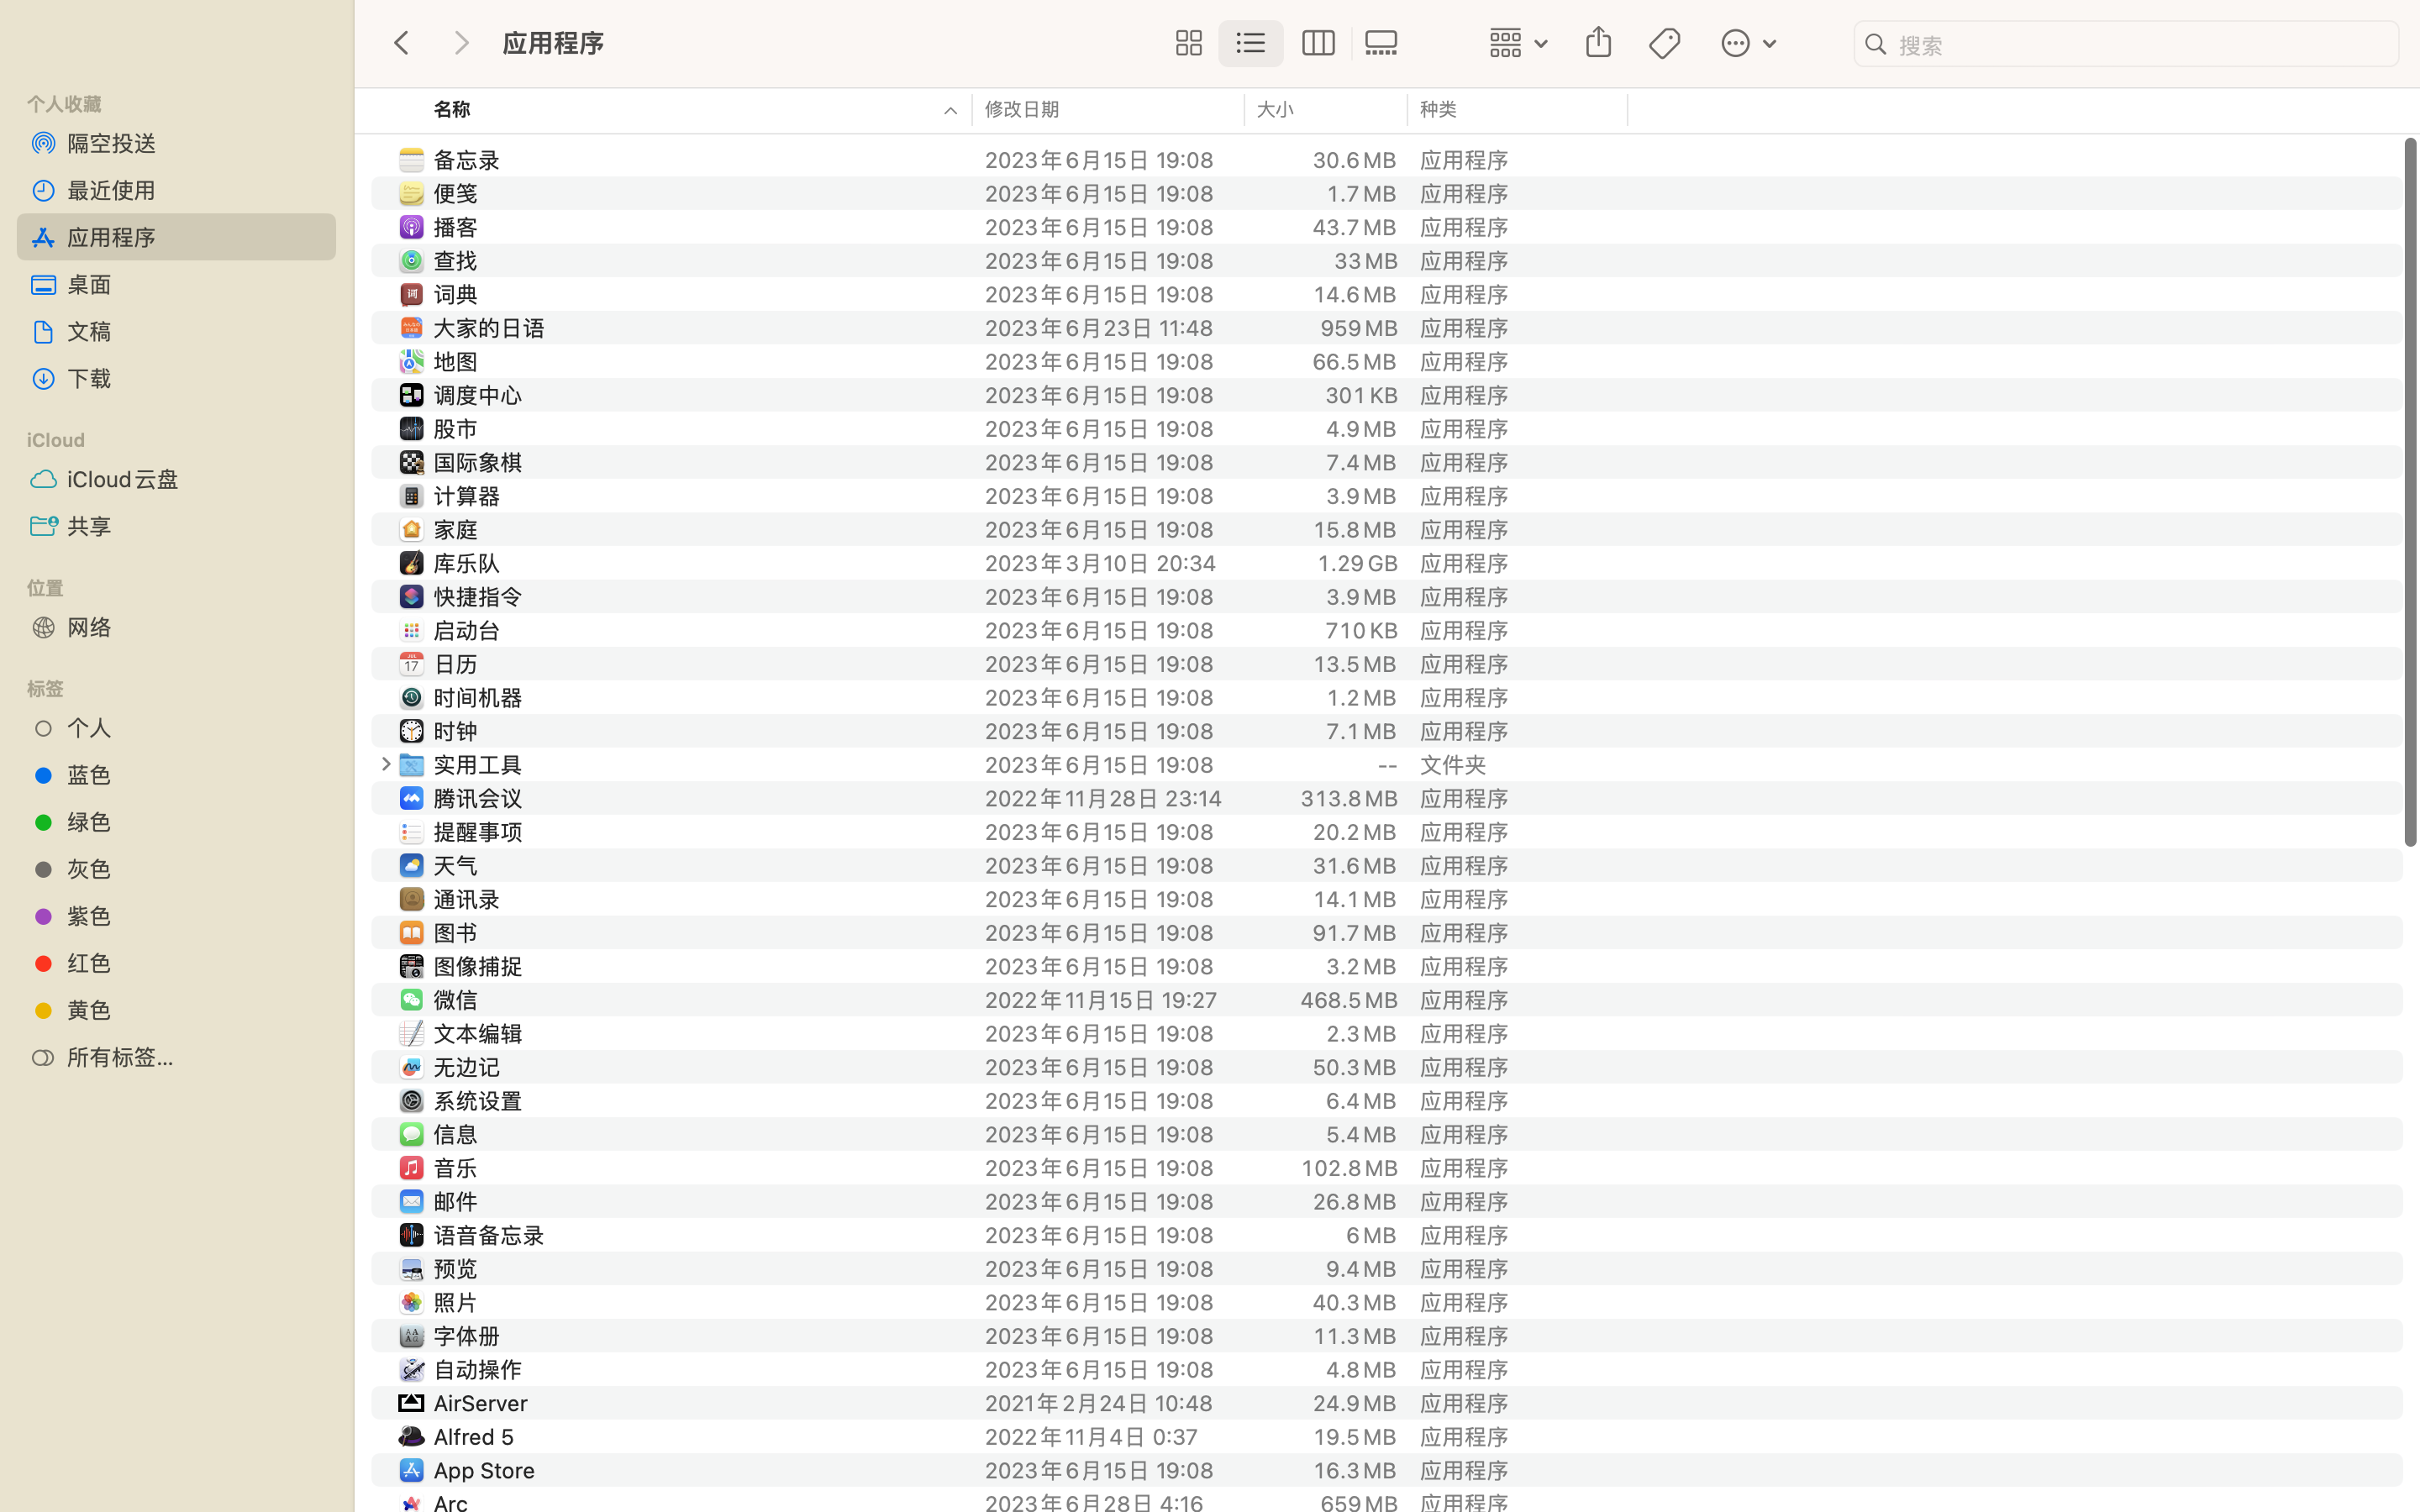 应用程序
搜索
个人收藏
隔空投送
最近使用
应用程序
桌面
文稿
下载
iCloud
iCloud云盘
共享
位置
网络
标签
个人
蓝色
绿色
灰色
紫色
红色
黄色
所有标签...
名称 修改日期 大小 种类
备忘录 2023年6月15日 19:08 30.6 MB 应用程序
便笺 2023年6月15日 19:08 1.7 MB 应用程序
播客 2023年6月15日 19:08 43.7 MB 应用程序
查找 2023年6月15日 19:08 33 MB 应用程序
词典 2023年6月15日 19:08 14.6 MB 应用程序
大家的日语 2023年6月23日 11:48 959 MB 应用程序
地图 2023年6月15日 19:08 66.5 MB 应用程序
调度中心 2023年6月15日 19:08 301 KB 应用程序
股市 2023年6月15日 19:08 4.9 MB 应用程序
国际象棋 2023年6月15日 19:08 7.4 MB 应用程序
计算器 2023年6月15日 19:08 3.9 MB 应用程序
家庭 2023年6月15日 19:08 15.8 MB 应用程序
库乐队 2023年3月10日 20:34 1.29 GB 应用程序
快捷指令 2023年6月15日 19:08 3.9 MB 应用程序
启动台 2023年6月15日 19:08 710 KB 应用程序
日历 2023年6月15日 19:08 13.5 MB 应用程序
时间机器 2023年6月15日 19:08 1.2 MB 应用程序
时钟 2023年6月15日 19:08 7.1 MB 应用程序
实用工具 2023年6月15日 19:08 -- 文件夹
腾讯会议 2022年11月28日 23:14 313.8 MB 应用程序
提醒事项 2023年6月15日 19:08 20.2 MB 应用程序
天气 2023年6月15日 19:08 31.6 MB 应用程序
通讯录 2023年6月15日 19:08 14.1 MB 应用程序
图书 2023年6月15日 19:08 91.7 MB 应用程序
图像捕捉 2023年6月15日 19:08 3.2 MB 应用程序
微信 2022年11月15日 19:27 468.5 MB 应用程序
文本编辑 2023年6月15日 19:08 2.3 MB 应用程序
无边记 2023年6月15日 19:08 50.3 MB 应用程序
系统设置 2023年6月15日 19:08 6.4 MB 应用程序
信息 2023年6月15日 19:08 5.4 MB 应用程序
音乐 2023年6月15日 19:08 102.8 MB 应用程序
邮件 2023年6月15日 19:08 26.8 MB 应用程序
语音备忘录 2023年6月15日 19:08 6 MB 应用程序
预览 2023年6月15日 19:08 9.4 MB 应用程序
照片 2023年6月15日 19:08 40.3 MB 应用程序
字体册 2023年6月15日 19:08 11.3 MB 应用程序
自动操作 2023年6月15日 19:08 4.8 MB 应用程序
AirServer 2021年2月24日 10:48 24.9 MB 应用程序
Alfred 5 2022年11月4日 0:37 19.5 MB 应用程序
App Store 2023年6月15日 19:08 16.3 MB 应用程序
Arc 2023年6月28日 4:16 659 MB 应用程序